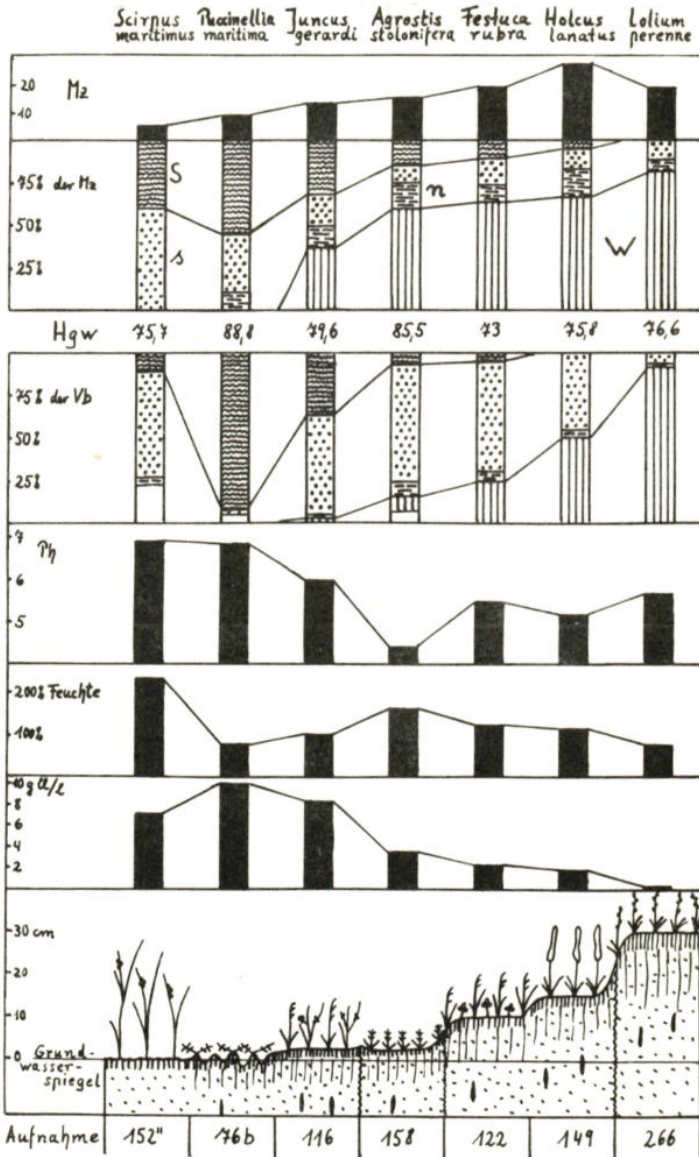 Scirpus maritimus
Puccinellia maritima
Juncus gerardi
Agrostis stolonifera
Festuca rubra
Holcus lanatus
Lolium perenne
20
Mz
10
75% der Mz
50%
25%
S
s
n
W
Hgw 75,7 88,8 79,6 85,5 73 75,8 76,6
75% der Vb
50%
25%
7
Ph
6
5
200% Feuchte
100%
10 g Cl/l
8
6
4
2
30 cm
20
10
0
Grund-
wasser-
spiegel
Aufnahme 152" 76b 116 158 122 149 266